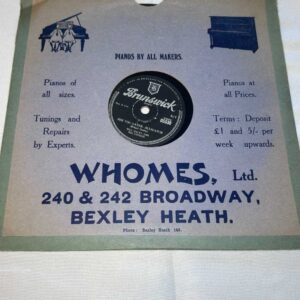 PIANOS BY ALL MAKERS.
Pianos of
all sizes.
Pianos at
all Prices.
Brunswick
Tunings and
Repairs
by Experts.
Terms: Deposit
£1 and 5/- per
week upwards.
WHOMES, Ltd.
240 & 242 BROADWAY,
BEXLEY HEATH.